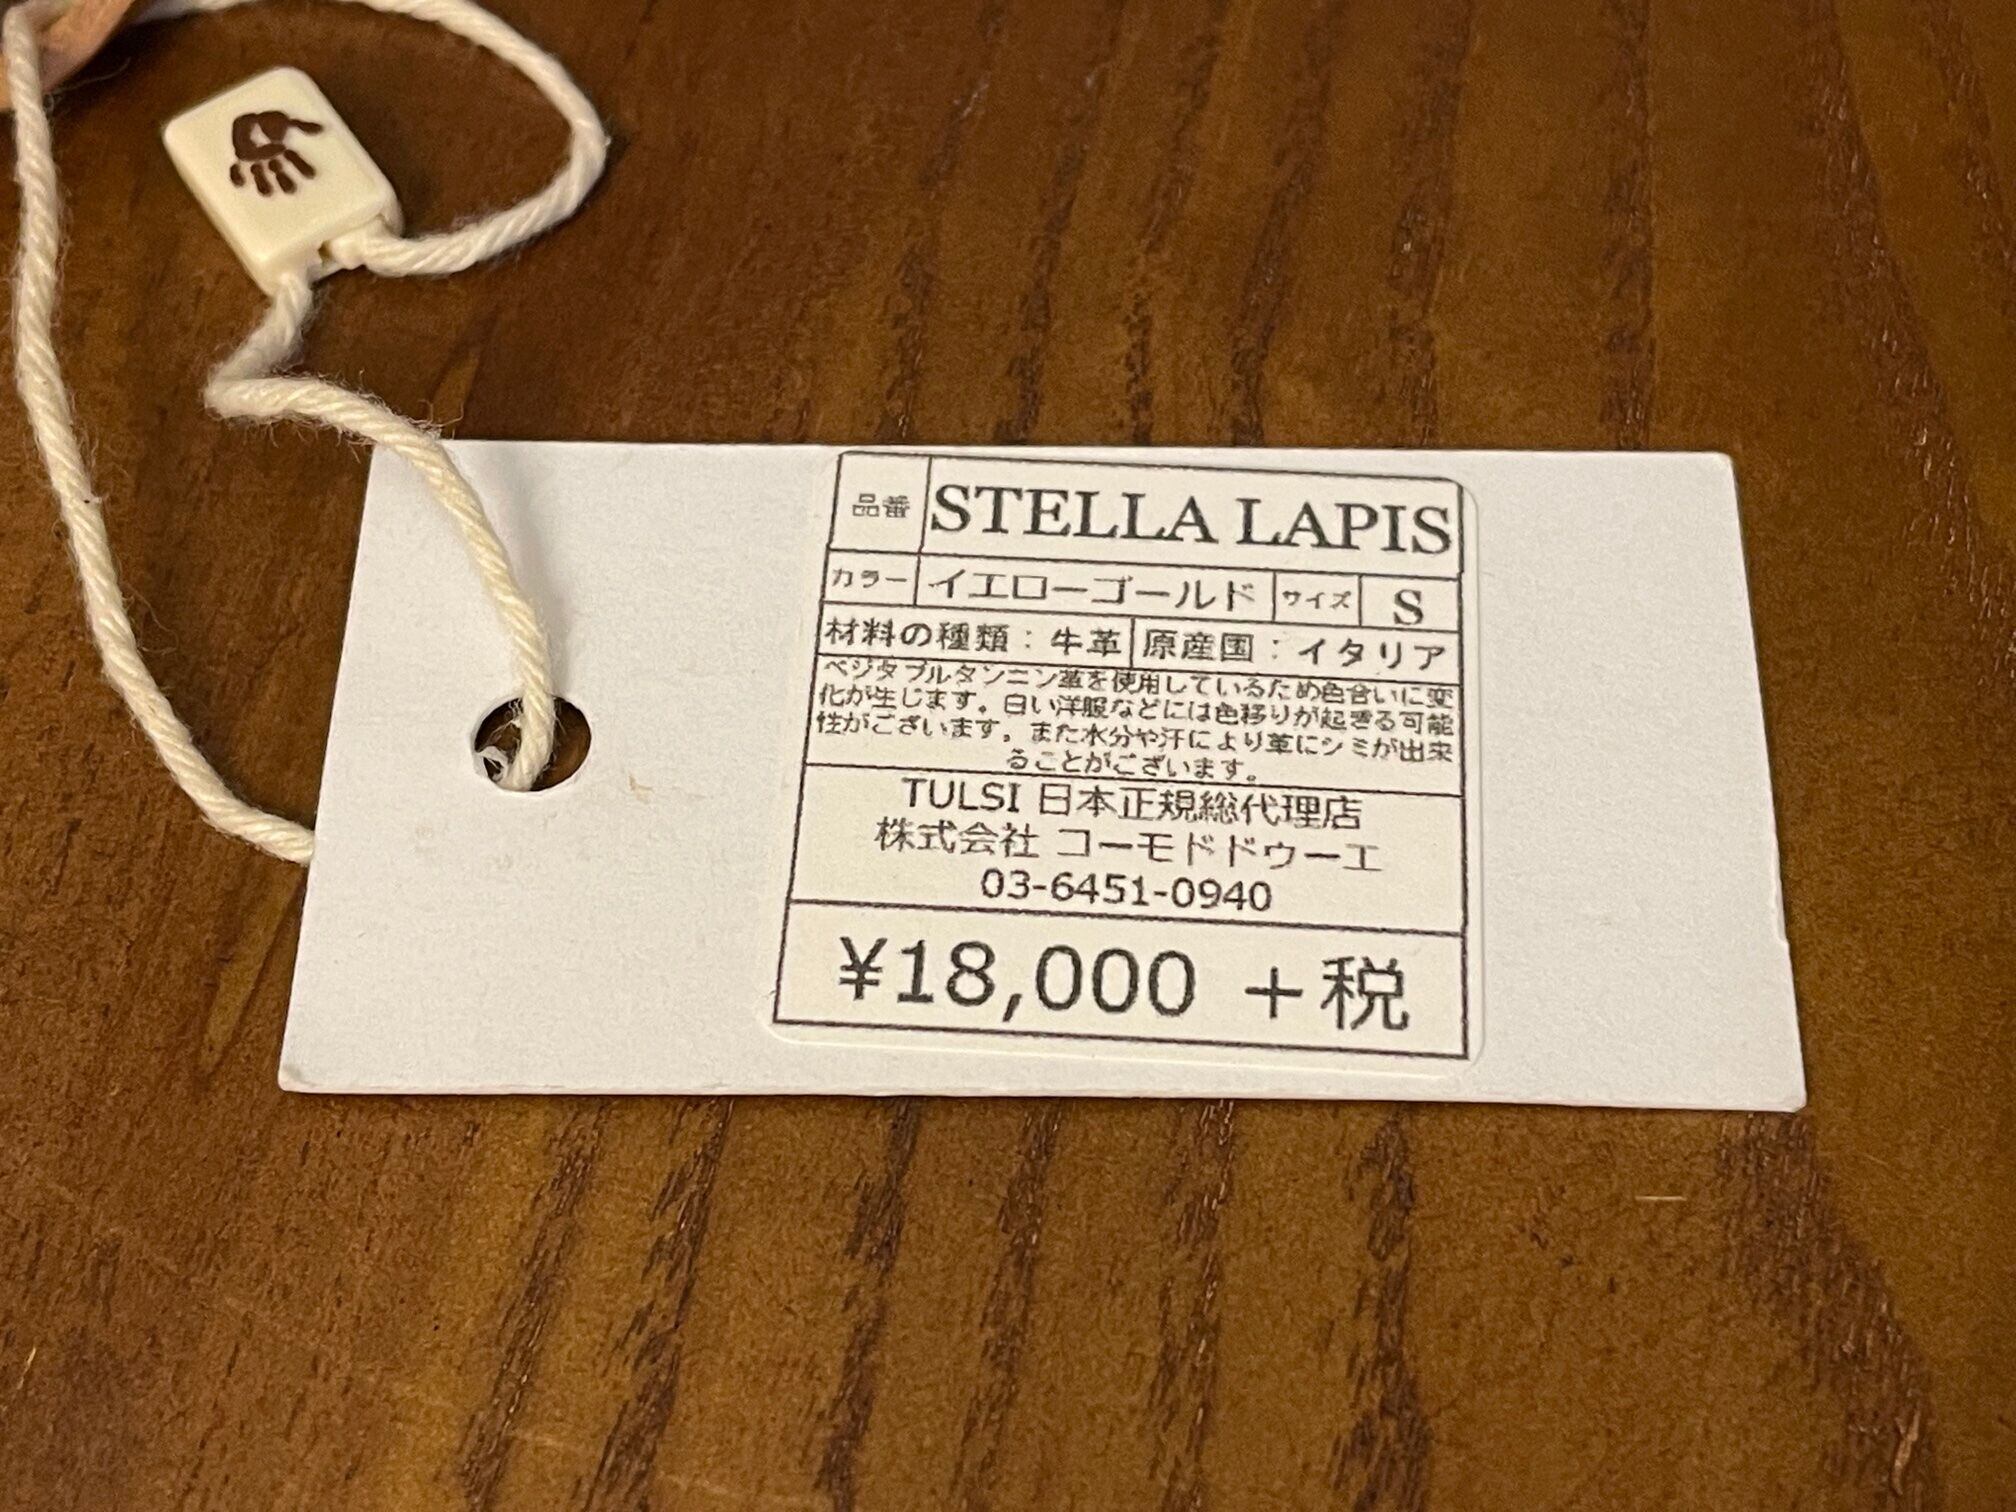 品番 STELLA LAPIS
カラー イエローゴールド サイズ S
材料の種類：牛革 原産国：イタリア
ベジタブルタンニン革を使用しているため色合いに変
化が生じます。白い洋服などには色移りが起きる可能
性がございます。また水分や汗により革にシミが出来
ることがございます。
TULSI 日本正規総代理店
株式会社 コーモドドゥーエ
03-6451-0940
¥18,000 +税